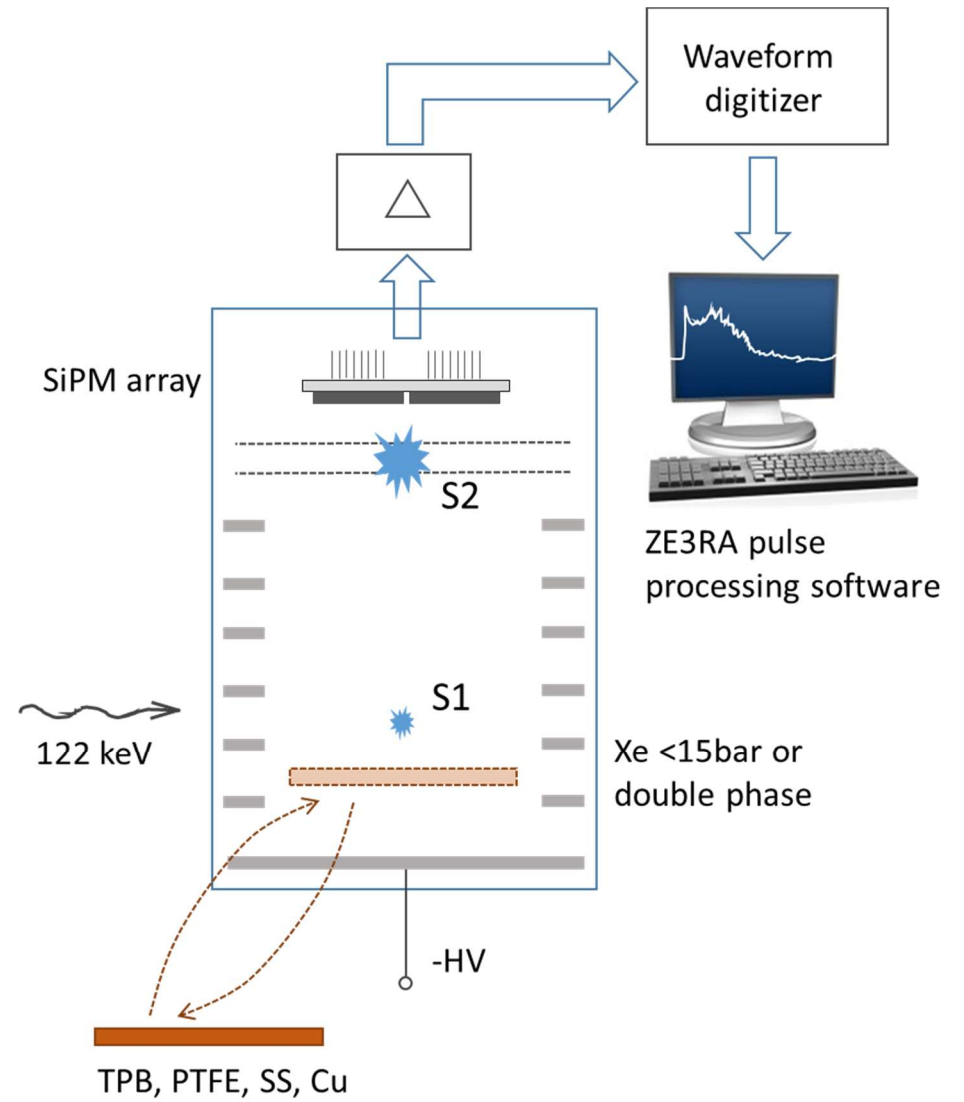 Waveform
digitizer
SiPM array
S2
ZE3RA pulse
processing software
S1
122 keV
Xe <15bar or
double phase
-HV
TPB, PTFE, SS, Cu